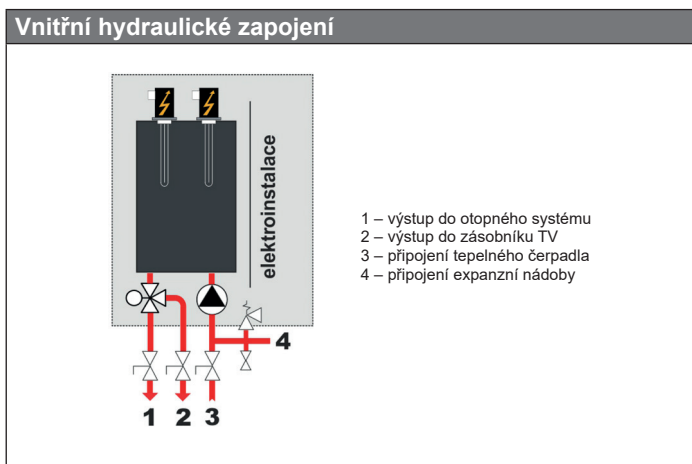 Vnitřní hydraulické zapojení
elektroinstalace
1 – výstup do otopného systému
2 – výstup do zásobníku TV
3 – připojení tepelného čerpadla
4 – připojení expanzní nádoby
4
1 2 3